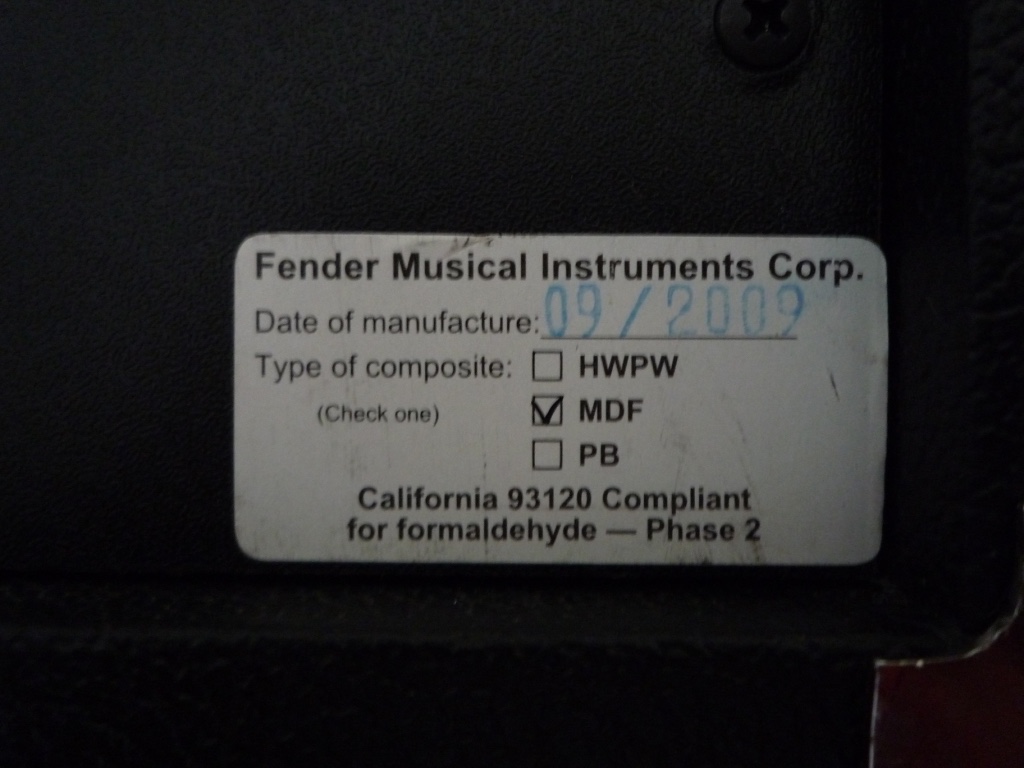 Fender Musical Instruments Corp.
Date of manufacture: 09/2009
Type of composite: ☐ HWPW
(Check one) ☑ MDF
☐ PB
California 93120 Compliant
for formaldehyde — Phase 2